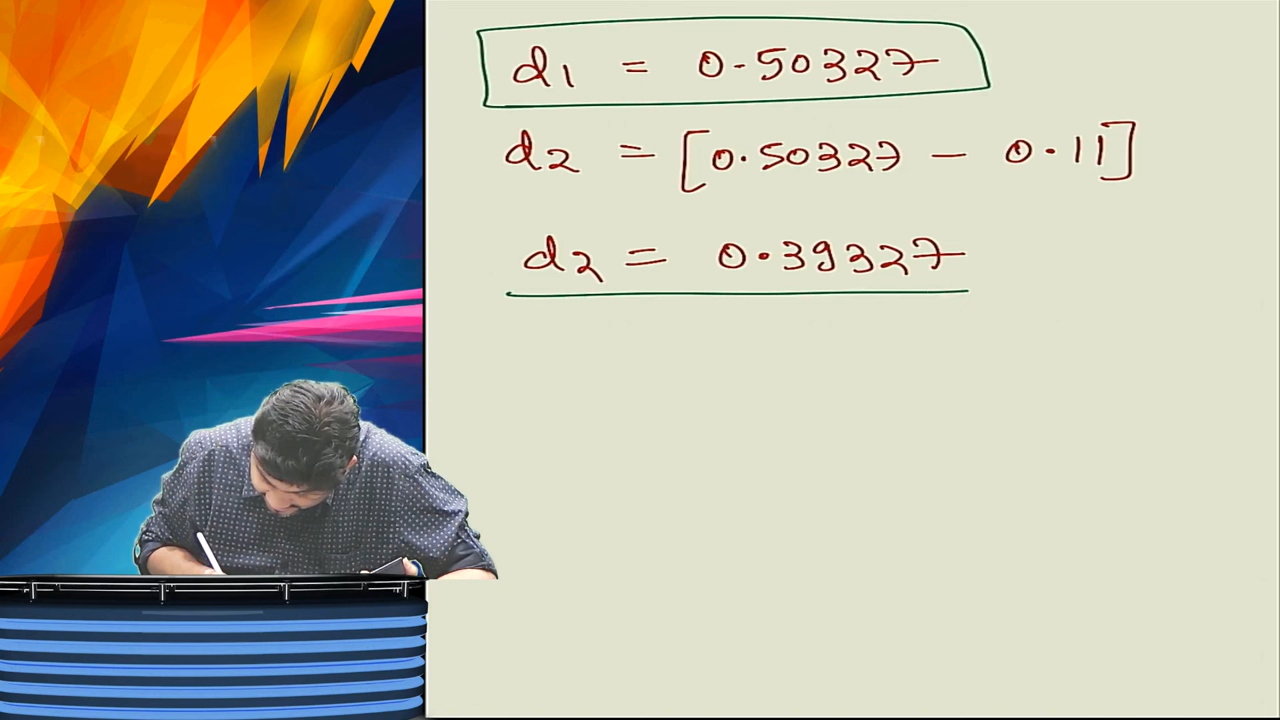 d1 = 0.50327
d2 = [0.50327 - 0.11]
d2 = 0.39327